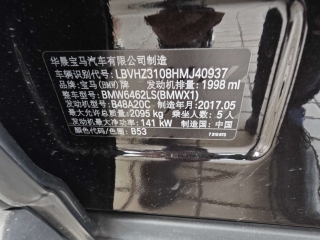 华晨宝马汽车有限公司制造
车辆识别代号:LBVHZ3108HMJ40937
品牌:宝马(BMW)牌 发动机排量:1998 ml
整车型号:BMW6462LS(BMWX1)
发动机型号:B48A20C 制造年月:2017.05
最大允许总质量:2095 kg 乘坐人数:5人
发动机最大净功率:141 kW 制造国:中国
颜色代码/色标:B53